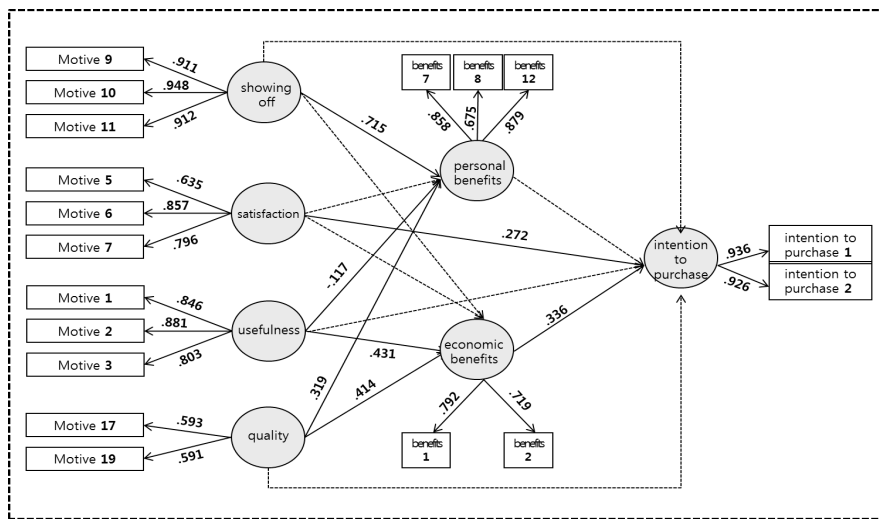 Motive 9
Motive 10
Motive 11
.911
.948
.912
showing
off
Motive 5
Motive 6
Motive 7
.635
.857
.796
satisfaction
Motive 1
Motive 2
Motive 3
.846
.881
.803
usefulness
Motive 17
Motive 19
.593
.591
quality
benefits
7
benefits
8
benefits
12
.858
.675
.879
personal
benefits
.715
.272
-.117
.319
.431
.414
.336
economic
benefits
.792
.719
benefits
1
benefits
2
intention
to
purchase
.936
.926
intention to
purchase 1
intention to
purchase 2